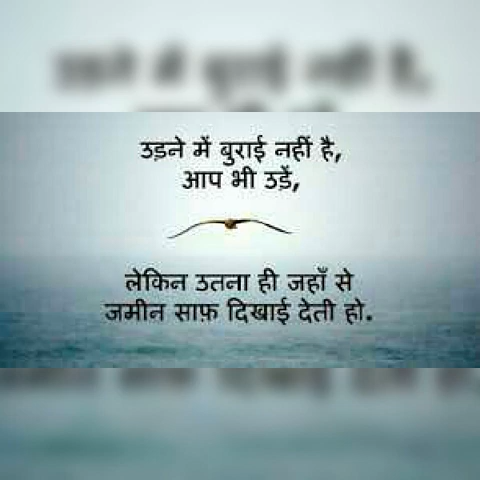 उड़ने में बुराई नहीं है,
आप भी उड़ें,
लेकिन उतना ही जहाँ से
जमीन साफ़ दिखाई देती हो.